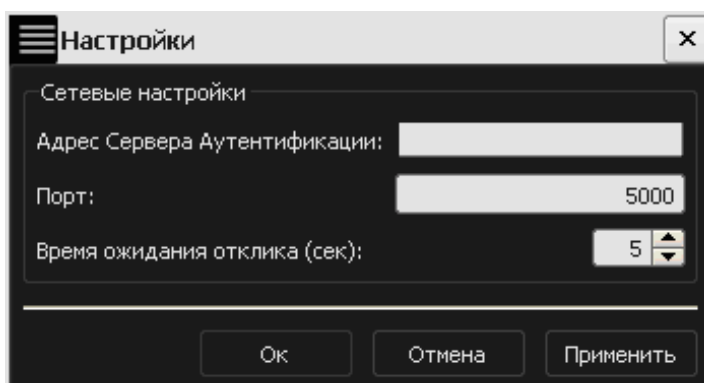 Настройки
Сетевые настройки
Адрес Сервера Аутентификации:
Порт: 5000
Время ожидания отклика (сек): 5
Ок Отмена Применить